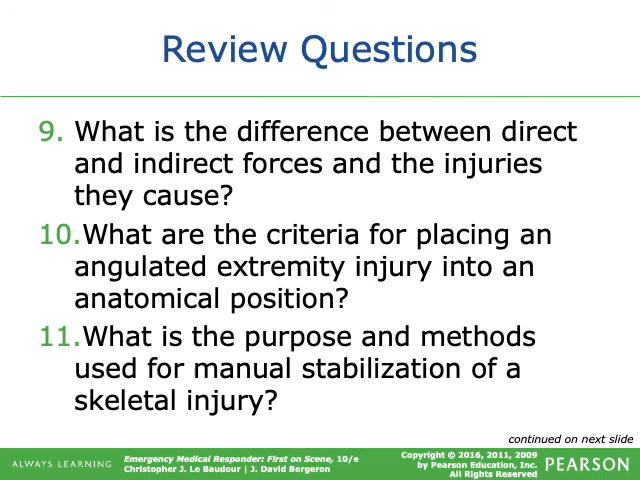 Review Questions
9. What is the difference between direct
and indirect forces and the injuries
they cause?
10.What are the criteria for placing an
angulated extremity injury into an
anatomical position?
11.What is the purpose and methods
used for manual stabilization of a
skeletal injury?
continued on next slide
ALWAYS LEARNING
Emergency Medical Responder: First on Scene, 10/e
Christopher J. Le Baudour | J. David Bergeron
Copyright © 2016, 2011, 2009
by Pearson Education, Inc.
All Rights Reserved
PEARSON